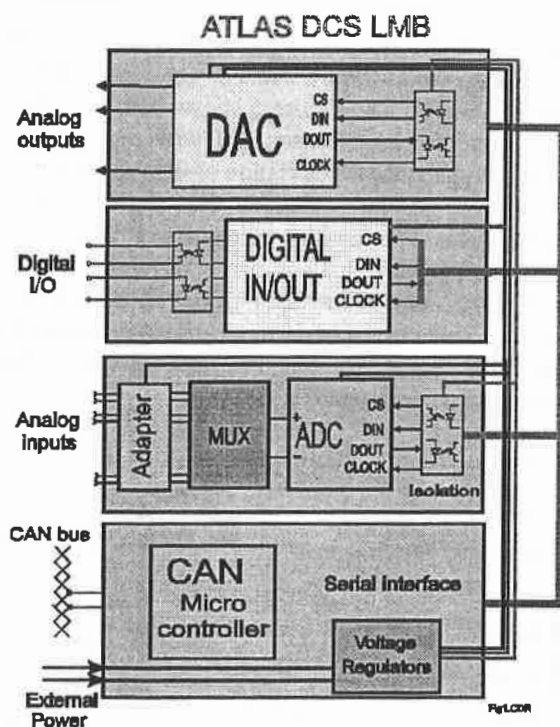 ATLAS DCS LMB
Analog
outputs
DAC
CS
DIN
DOUT
CLOCK
Digital
I/O
DIGITAL
IN/OUT
CS
DIN
DOUT
CLOCK
Analog
inputs
Adapter
MUX
+
-
ADC
CS
DIN
DOUT
CLOCK
Isolation
CAN bus
CAN
Micro
controller
Serial interface
Voltage
Regulators
External
Power
Fig1.CDR